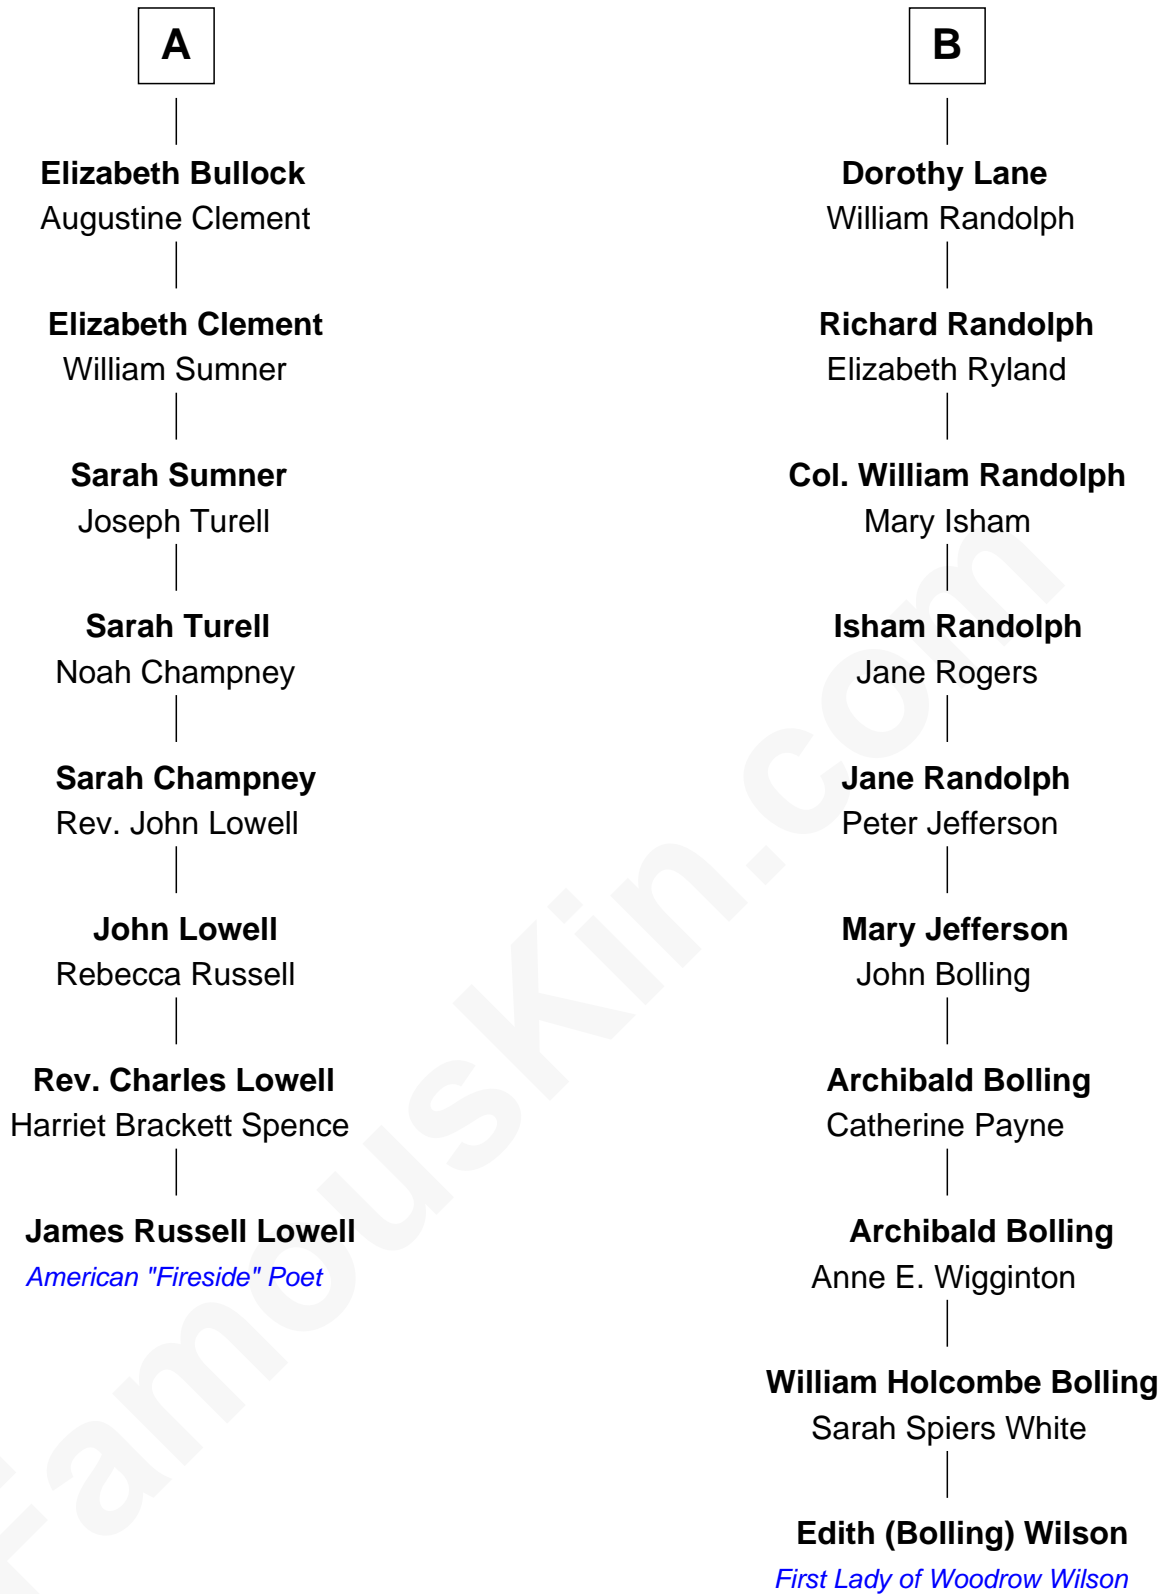 A
Elizabeth Bullock
Augustine Clement
Elizabeth Clement
William Sumner
Sarah Sumner
Joseph Turell
Sarah Turell
Noah Champney
Sarah Champney
Rev. John Lowell
John Lowell
Rebecca Russell
Rev. Charles Lowell
Harriet Brackett Spence
James Russell Lowell
American "Fireside" Poet
B
Dorothy Lane
William Randolph
Richard Randolph
Elizabeth Ryland
Col. William Randolph
Mary Isham
Isham Randolph
Jane Rogers
Jane Randolph
Peter Jefferson
Mary Jefferson
John Bolling
Archibald Bolling
Catherine Payne
Archibald Bolling
Anne E. Wigginton
William Holcombe Bolling
Sarah Spiers White
Edith (Bolling) Wilson
First Lady of Woodrow Wilson
FamousKin.com